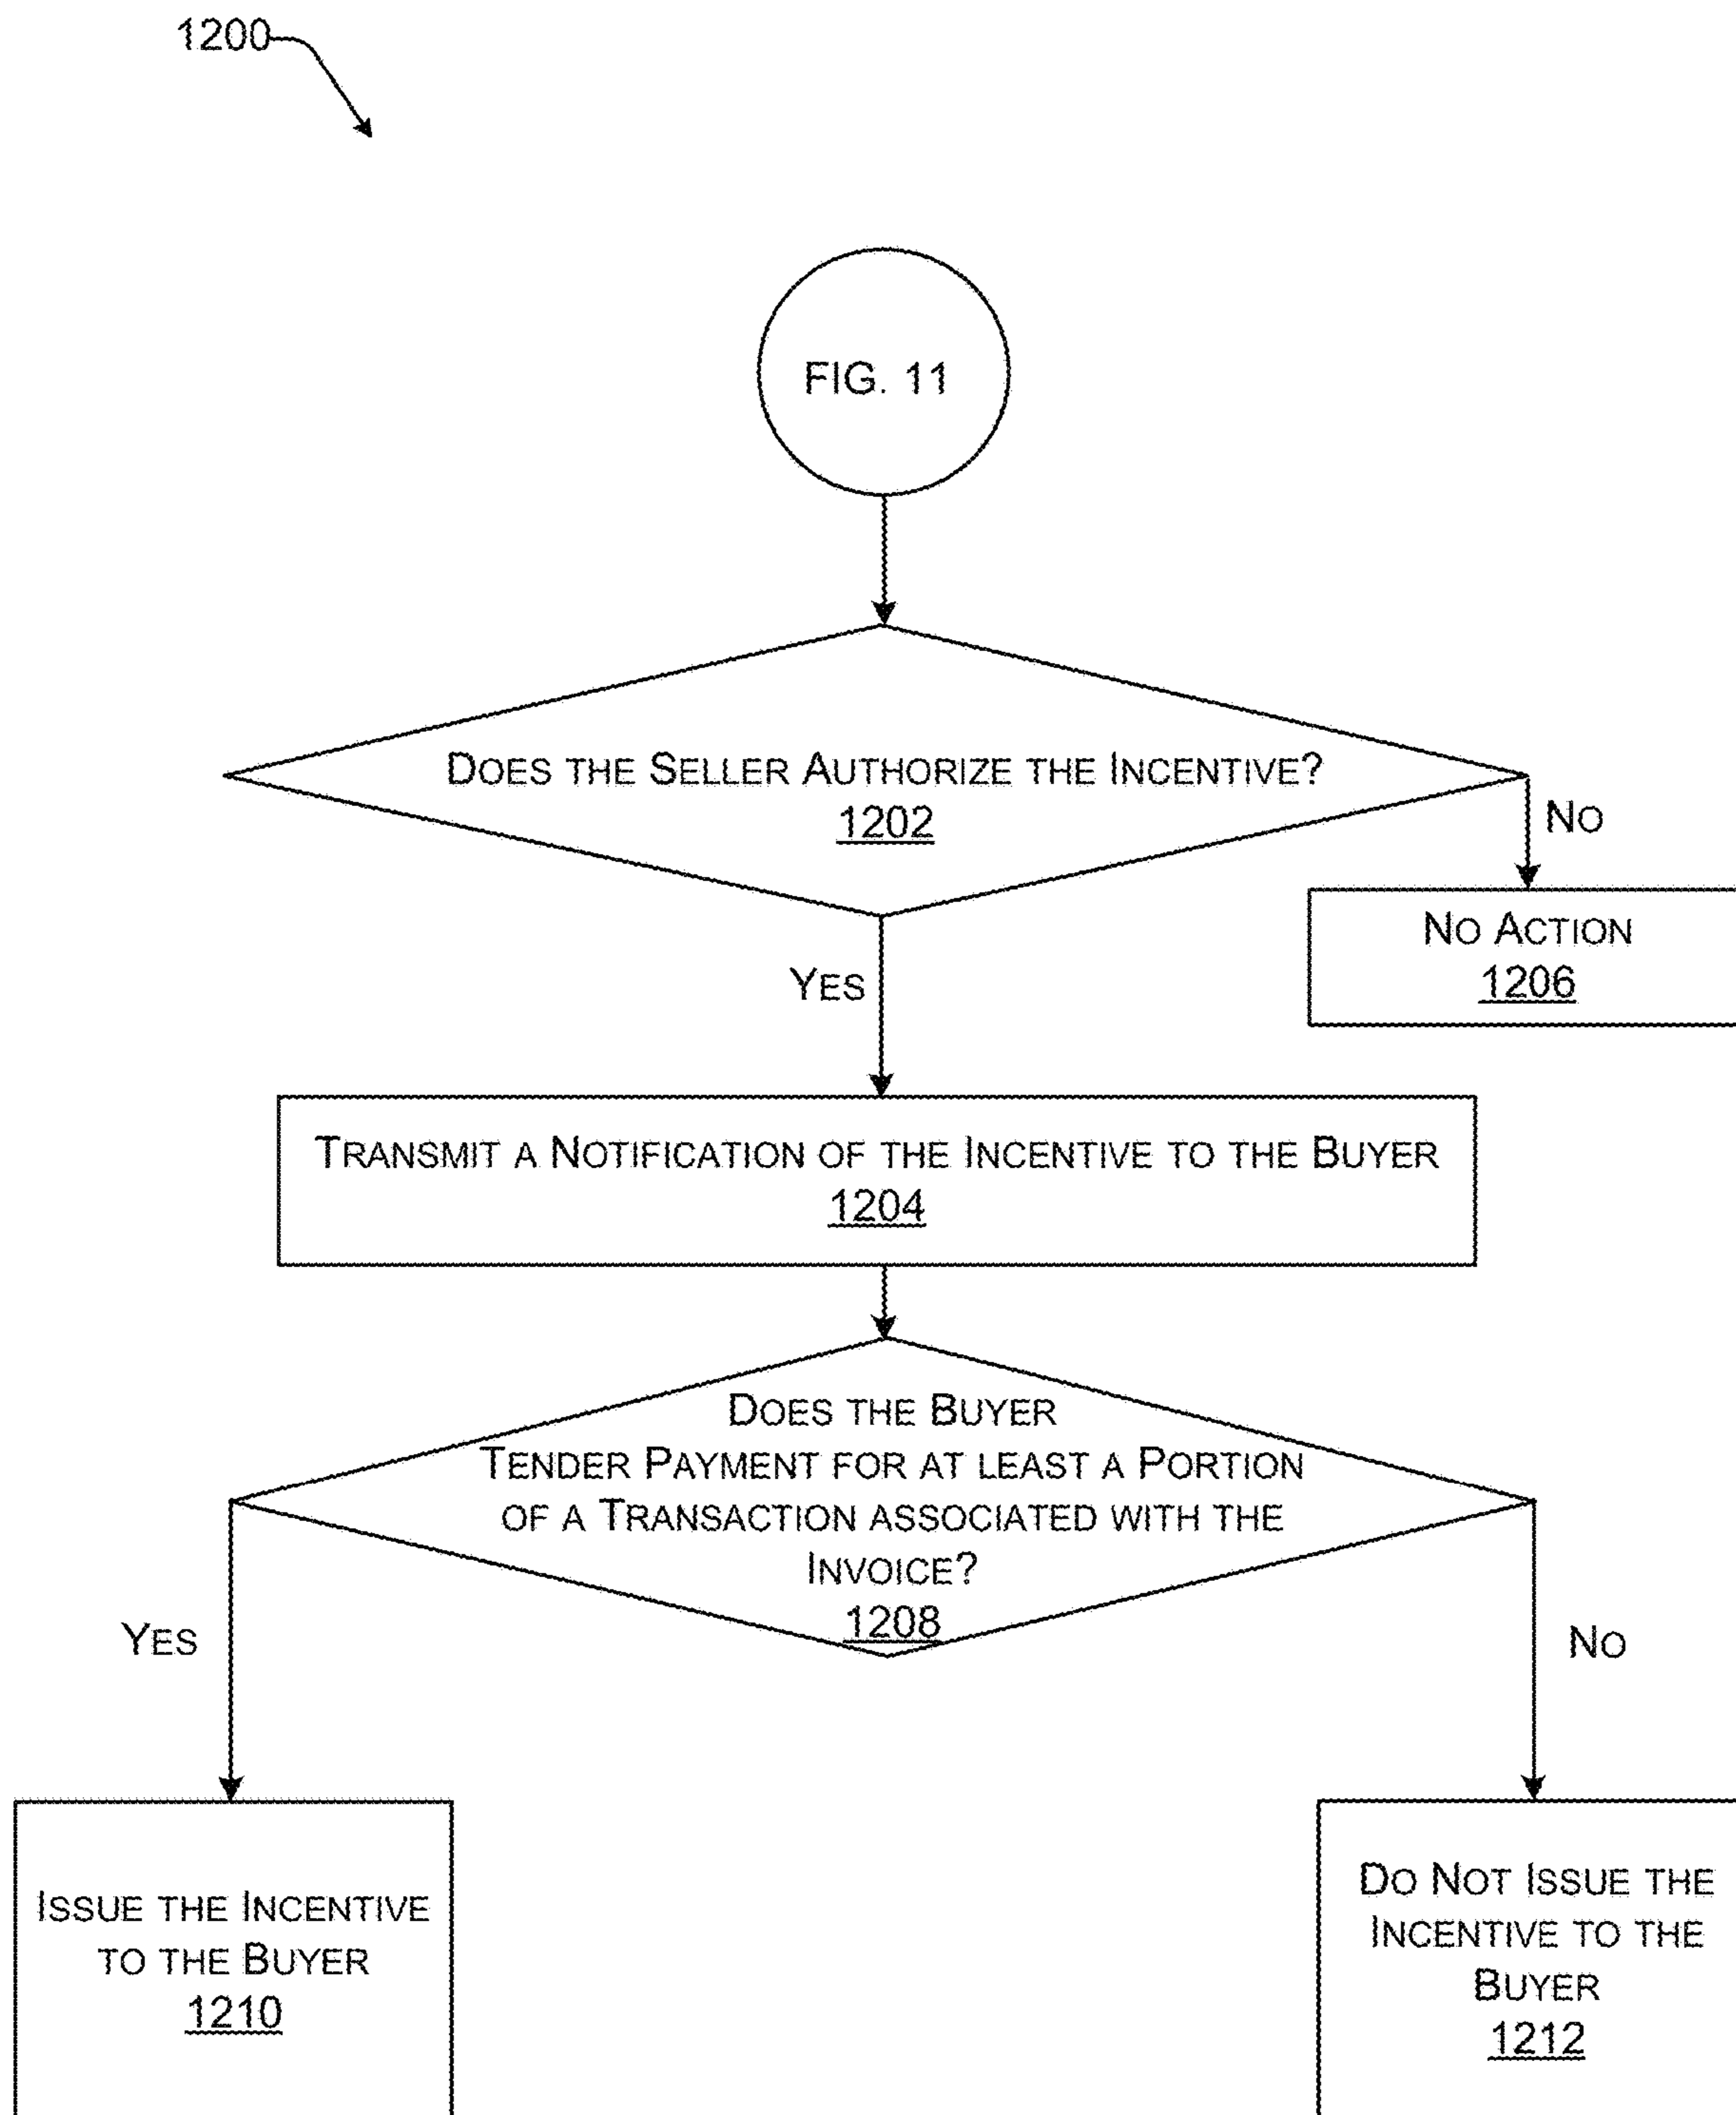 1200
FIG. 11
DOES THE SELLER AUTHORIZE THE INCENTIVE?
1202
NO
NO ACTION
1206
YES
TRANSMIT A NOTIFICATION OF THE INCENTIVE TO THE BUYER
1204
DOES THE BUYER
TENDER PAYMENT FOR AT LEAST A PORTION
OF A TRANSACTION ASSOCIATED WITH THE
INVOICE?
1208
YES
NO
ISSUE THE INCENTIVE
TO THE BUYER
1210
DO NOT ISSUE THE
INCENTIVE TO THE
BUYER
1212